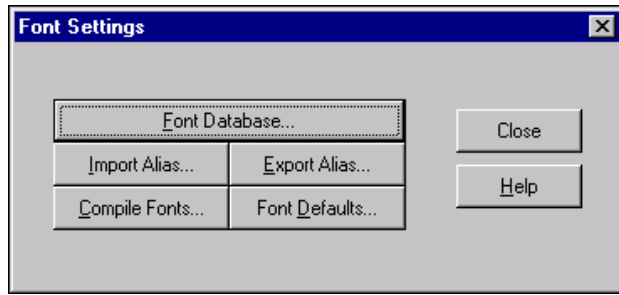 Font Settings
Font Database...
Import Alias...
Export Alias...
Compile Fonts...
Font Defaults...
Close
Help